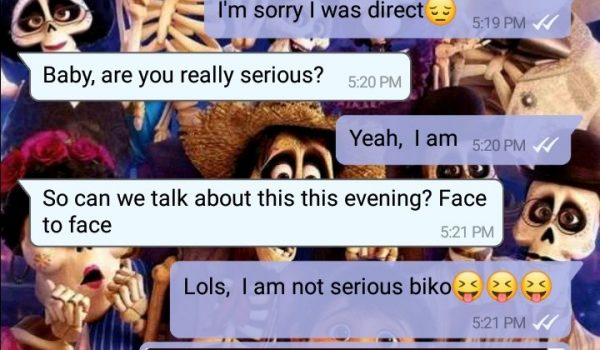 I'm sorry I was direct😔 5:19 PM
Baby, are you really serious? 5:20 PM
Yeah, I am 5:20 PM
So can we talk about this this evening? Face
to face 5:21 PM
Lols, I am not serious biko😝😝😝
5:21 PM